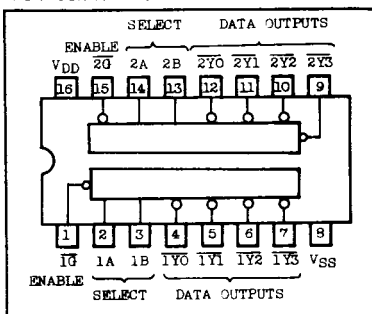 SELECT DATA OUTPUTS
ENABLE
VDD 2G 2A 2B 2Y0 2Y1 2Y2 2Y3
16 15 14 13 12 11 10 9
1 2 3 4 5 6 7 8
1G 1A 1B 1Y0 1Y1 1Y2 1Y3 VSS
ENABLE
SELECT DATA OUTPUTS